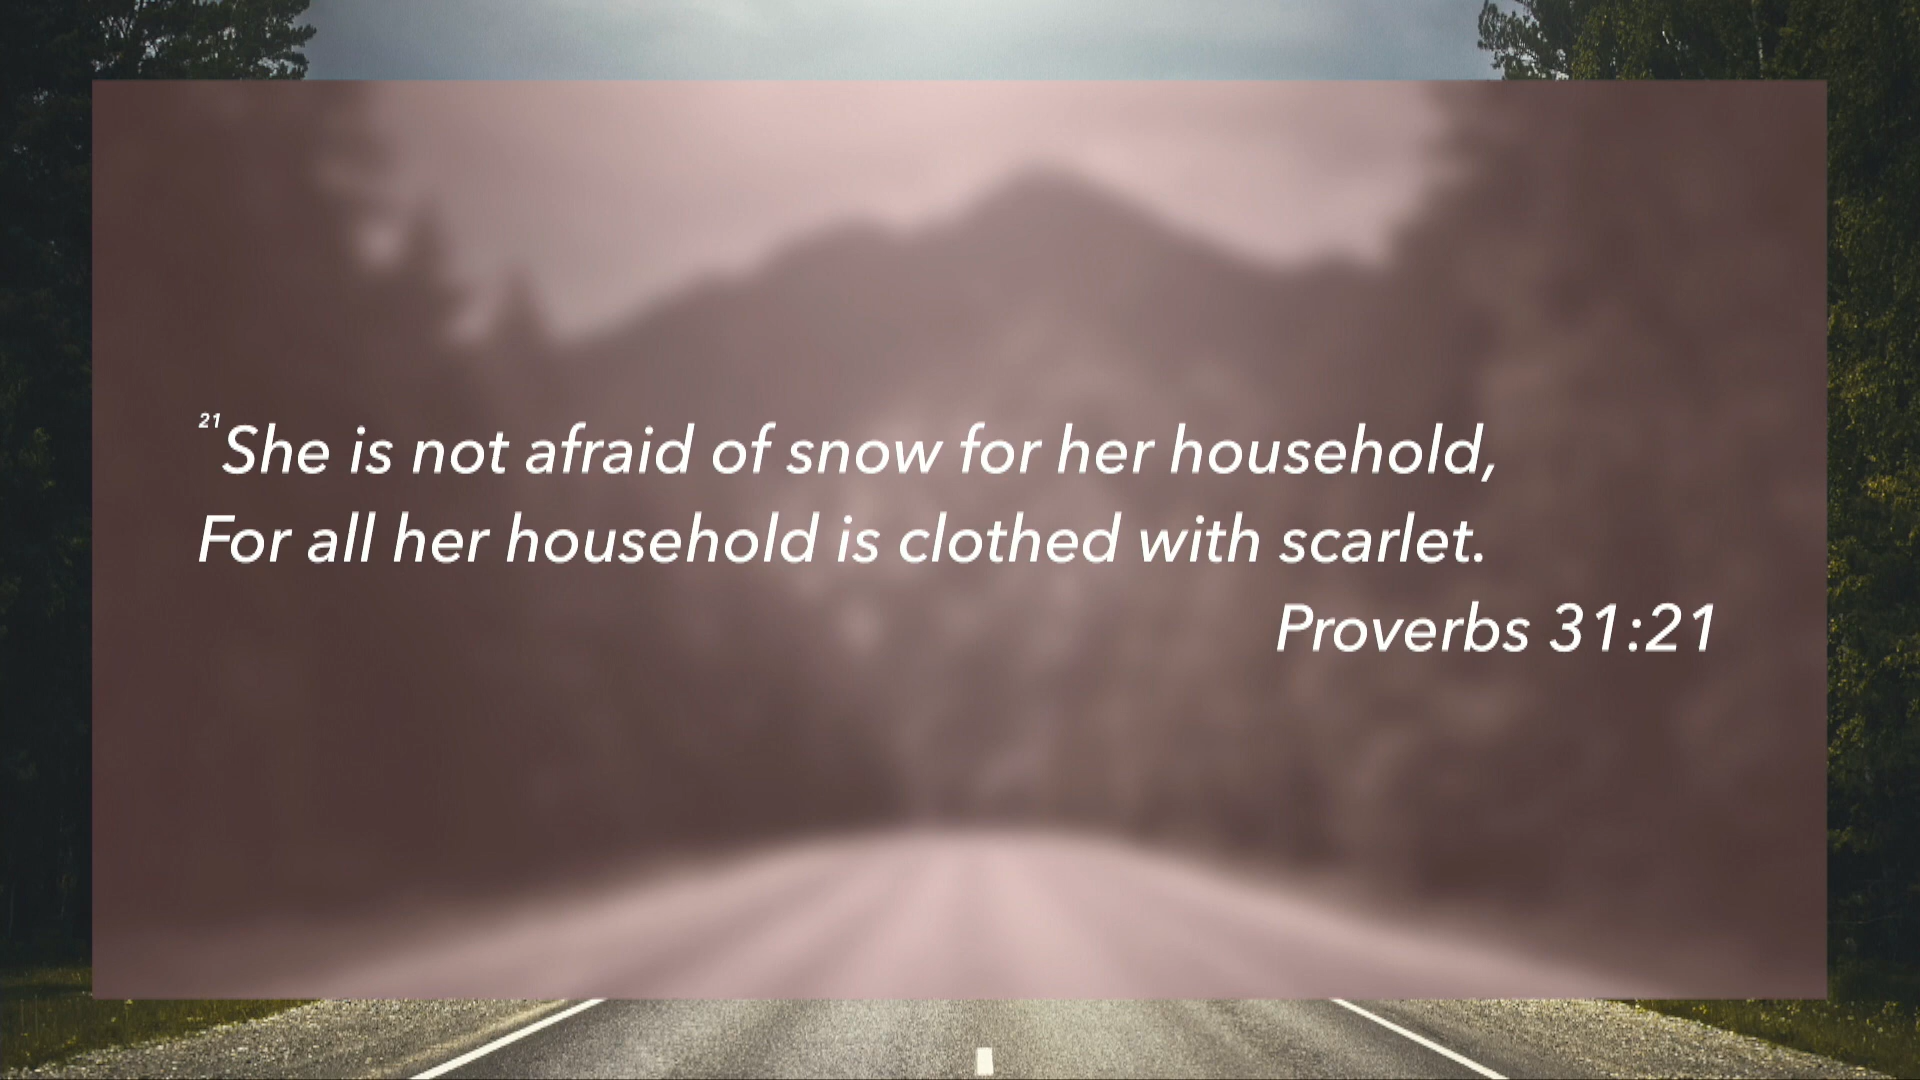 21She is not afraid of snow for her household,
For all her household is clothed with scarlet.
Proverbs 31:21